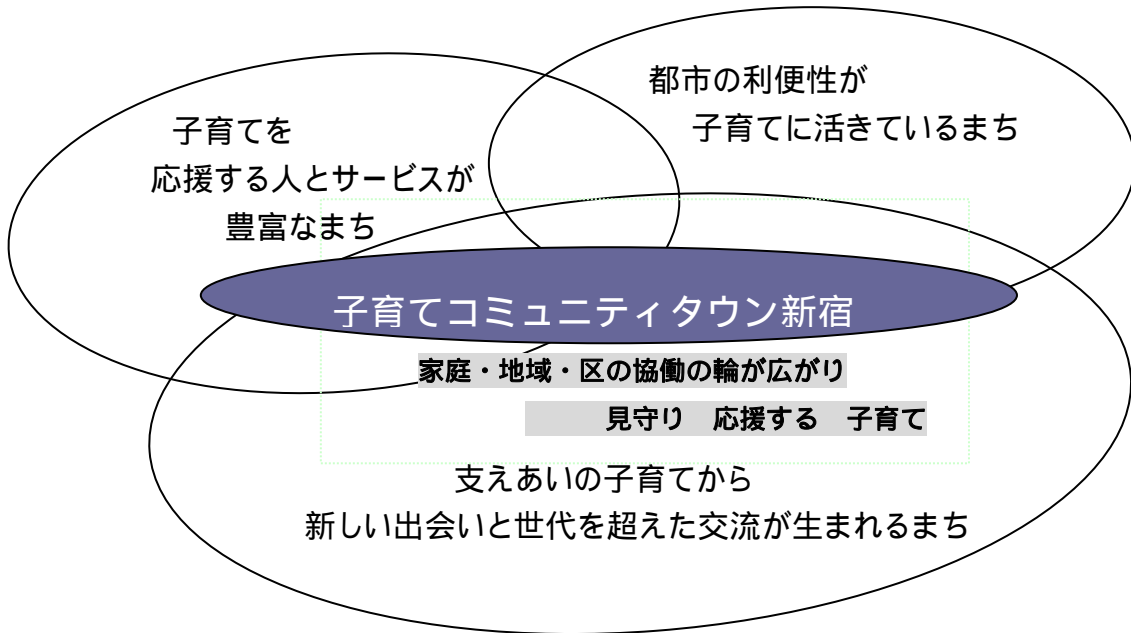 都市の利便性が
子育てに活きているまち
子育てを
応援する人とサービスが
豊富なまち
子育てコミュニティタウン新宿
家庭・地域・区の協働の輪が広がり
見守り　応援する　子育て
支えあいの子育てから
新しい出会いと世代を超えた交流が生まれるまち